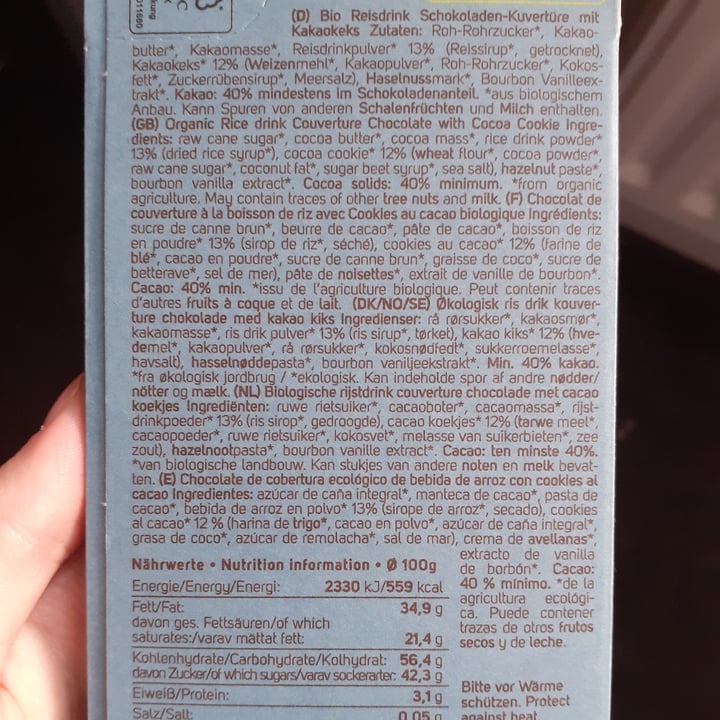 (D) Bio Reisdrink Schokoladen-Kuvertüre mit
Kakaokeks Zutaten: Roh-Rohrzucker*, Kakao-
butter*, Kakaomasse*, Reisdrinkpulver* 13% (Reissirup*, getrocknet),
Kakaokeks* 12% (Weizenmehl*, Kakaopulver*, Roh-Rohrzucker*, Kokos-
fett*, Zuckerrübensirup*, Meersalz), Haselnussmark*, Bourbon Vanilleex-
trakt*. Kakao: 40% mindestens im Schokoladenanteil. *aus biologischem
Anbau. Kann Spuren von anderen Schalenfrüchten und Milch enthalten.
(GB) Organic Rice drink Couverture Chocolate with Cocoa Cookie Ingre-
dients: raw cane sugar*, cocoa butter*, cocoa mass*, rice drink powder*
13% (dried rice syrup*), cocoa cookie* 12% (wheat flour*, cocoa powder*,
raw cane sugar*, coconut fat*, sugar beet syrup*, sea salt), hazelnut paste*,
bourbon vanilla extract*. Cocoa solids: 40% minimum. *from organic
agriculture. May contain traces of other tree nuts and milk. (F) Chocolat de
couverture à la boisson de riz avec Cookies au cacao biologique Ingrédients:
sucre de canne brun*, beurre de cacao*, pâte de cacao*, boisson de riz
en poudre* 13% (sirop de riz*, séché), cookies au cacao* 12% (farine de
blé*, cacao en poudre*, sucre de canne brun*, graisse de coco*, sucre de
betterave*, sel de mer), pâte de noisettes*, extrait de vanille de bourbon*.
Cacao: 40% min. *issu de l'agriculture biologique. Peut contenir traces
d'autres fruits à coque et de lait. (DK/NO/SE) Økologisk ris drik kouver-
ture chokolade med kakao kiks Ingredienser: rå rørsukker*, kakaosmør*,
kakaomasse*, ris drik pulver* 13% (ris sirup*, tørket), kakao kiks* 12% (hve-
demel*, kakaopulver*, rå rørsukker*, kokosnødfedt*, sukkerroemelasse*,
havsalt), hasselnøddepasta*, bourbon vaniljeekstrakt*. Min. 40% kakao.
*fra økologisk jordbrug / *ekologisk. Kan indeholde spor af andre nødder/
nötter og mælk. (NL) Biologische rijstdrink couverture chocolade met cacao
koekjes Ingrediënten: ruwe rietsuiker*, cacaoboter*, cacaomassa*, rijst-
drinkpoeder* 13% (ris sirop*, gedroogde), cacao koekjes* 12% (tarwe meel*,
cacaopoeder*, ruwe rietsuiker*, kokosvet*, melasse van suikerbieten*, zee
zout), hazelnootpasta*, bourbon vanille extract*. Cacao: ten minste 40%.
*van biologische landbouw. Kan stukjes van andere noten en melk bevat-
ten. (E) Chocolate de cobertura ecológico de bebida de arroz con cookies al
cacao Ingredientes: azúcar de caña integral*, manteca de cacao*, pasta de
cacao*, bebida de arroz en polvo* 13% (sirope de arroz*, secado), cookies
al cacao* 12 % (harina de trigo*, cacao en polvo*, azúcar de caña integral*,
grasa de coco*, azúcar de remolacha*, sal de mar), crema de avellanas*,
extracto de vanilla
de borbón*. Cacao:
40 % mínimo. *de la
agricultura ecológi-
ca. Puede contener
trazas de otros frutos
secos y de leche.
Nährwerte • Nutrition information • Ø 100g
Energie/Energy/Energi: 2330 kJ/559 kcal
Fett/Fat: 34,9 g
davon ges. Fettsäuren/of which
saturates:/varav mättat fett: 21,4 g
Kohlenhydrate/Carbohydrate/Kolhydrat: 56,4 g
davon Zucker/of which sugars/varav sockerarter: 42,3 g
Eiweiß/Protein: 3,1 g
Salz/Salt: 0,05 g
Bitte vor Wärme
schützen. Protect
against heat